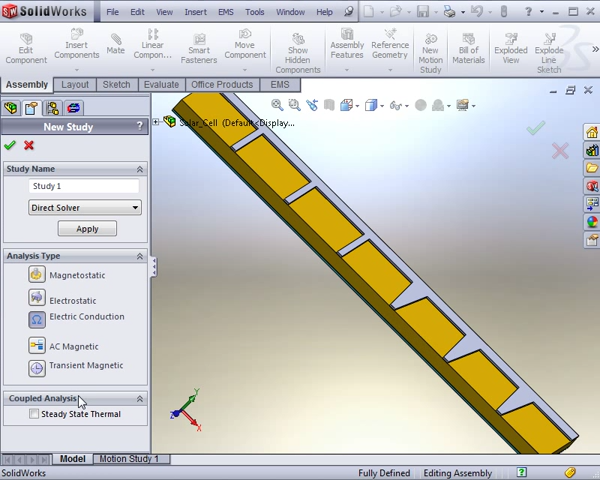 SolidWorks
File Edit View Insert EMS Tools Window Help
Edit Component
Insert Components
Mate
Linear Compon...
Smart Fasteners
Move Component
Show Hidden Components
Assembly Features
Reference Geometry
New Motion Study
Bill of Materials
Exploded View
Explode Line Sketch
Assembly Layout Sketch Evaluate Office Products EMS
New Study ?
Solar_Cell (Default<Display...
Study Name
Study 1
Direct Solver
Apply
Analysis Type
Magnetostatic
Electrostatic
Electric Conduction
AC Magnetic
Transient Magnetic
Coupled Analysis
Steady State Thermal
Y
Z
X
Model Motion Study 1
SolidWorks Fully Defined Editing Assembly ?